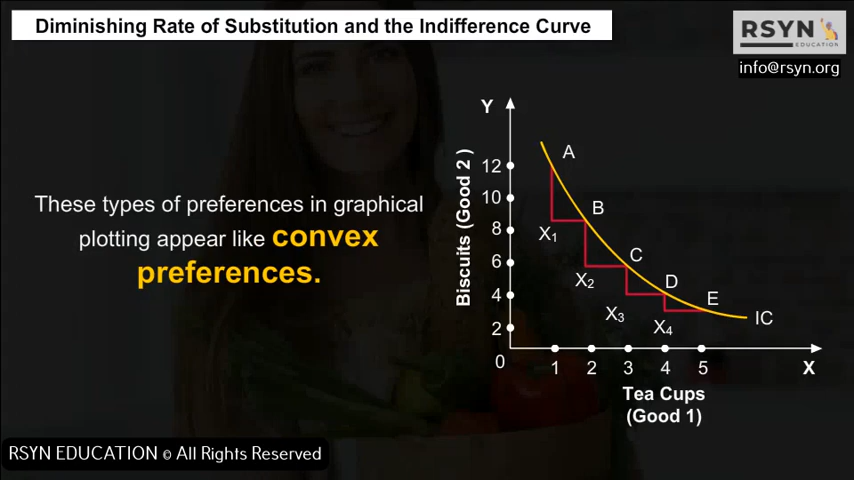 Diminishing Rate of Substitution and the Indifference Curve
RSYN
EDUCATION
info@rsyn.org
These types of preferences in graphical
plotting appear like convex
preferences.
Y
Biscuits (Good 2 )
12
10
8
6
4
2
0
A
B
C
D
E
IC
X1
X2
X3
X4
1 2 3 4 5
X
Tea Cups
(Good 1)
RSYN EDUCATION © All Rights Reserved